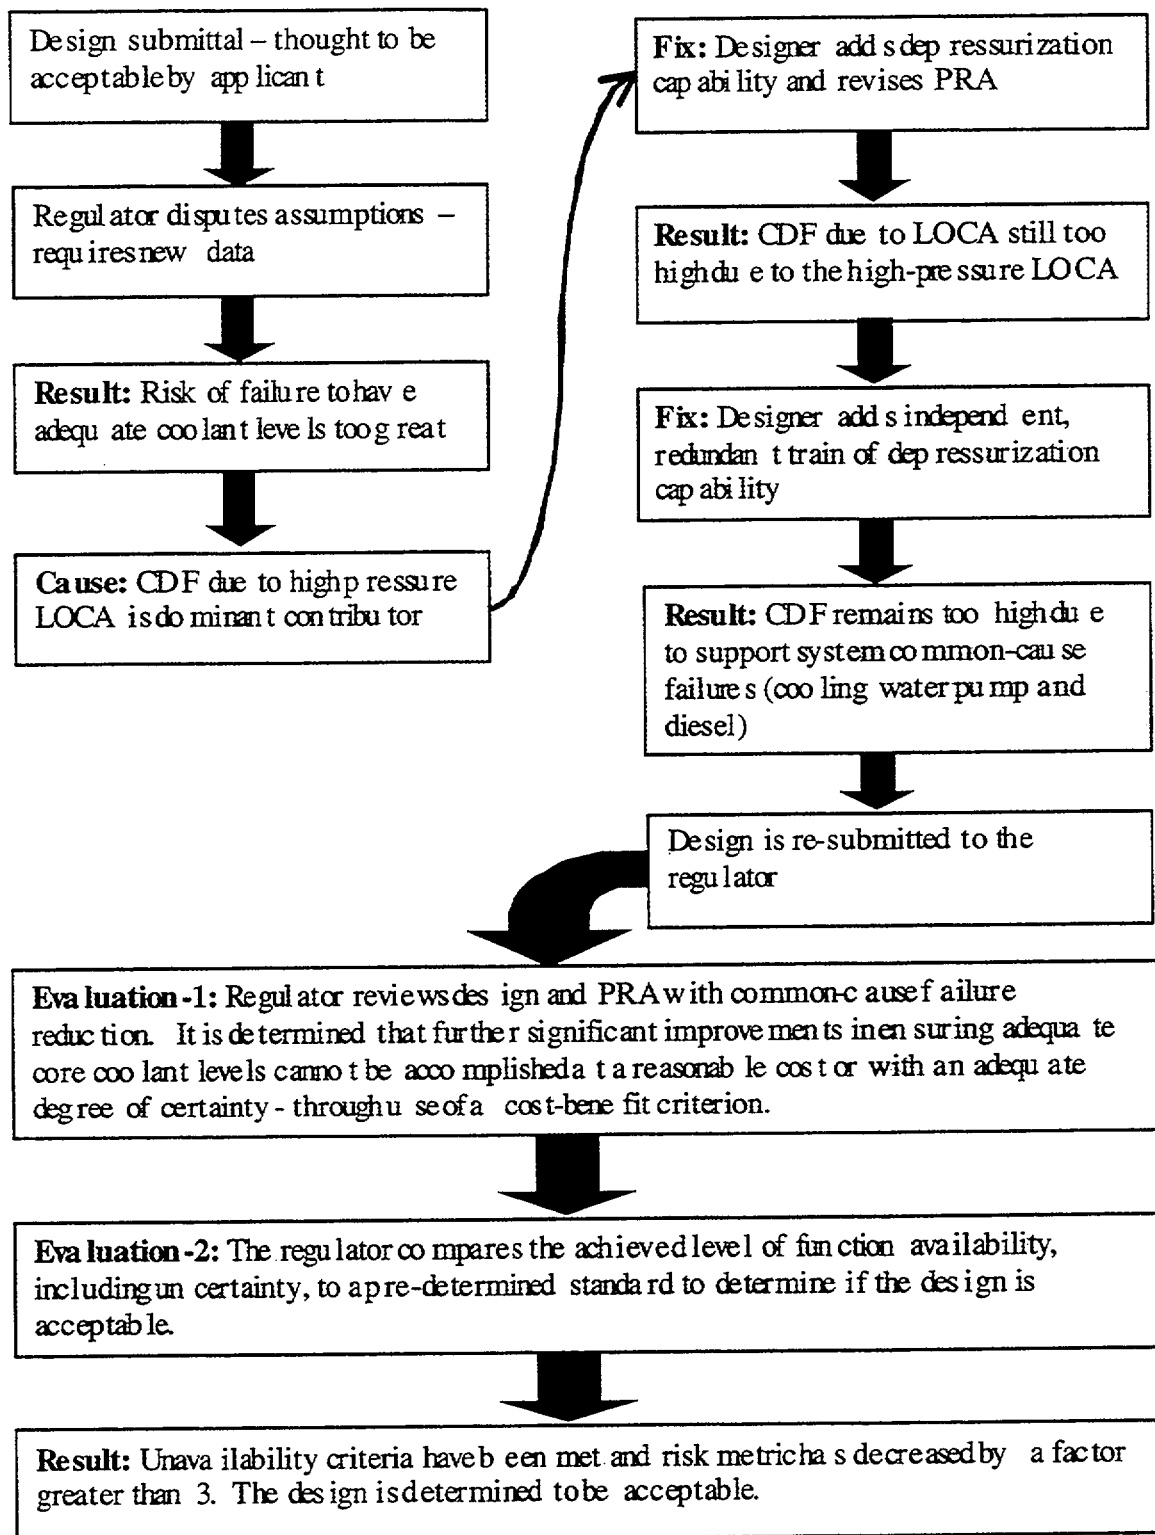 Design submittal – thought to be
acceptable by applicant
Regulator disputes assumptions –
requires new data
Result: Risk of failure to have
adequate coolant levels too great
Cause: CDF due to high pressure
LOCA is dominant contributor
Fix: Designer adds depressurization
capability and revises PRA
Result: CDF due to LOCA still too
high due to the high-pressure LOCA
Fix: Designer adds independent,
redundant train of depressurization
capability
Result: CDF remains too high due
to support system common-cause
failures (cooling water pump and
diesel)
Design is re-submitted to the
regulator
Evaluation-1: Regulator reviews design and PRA with common-cause failure
reduction. It is determined that further significant improvements in ensuring adequate
core coolant levels cannot be accomplished at a reasonable cost or with an adequate
degree of certainty - through use of a cost-benefit criterion.
Evaluation-2: The regulator compares the achieved level of function availability,
including uncertainty, to a pre-determined standard to determine if the design is
acceptable.
Result: Unavailability criteria have been met and risk metric has decreased by a factor
greater than 3. The design is determined to be acceptable.